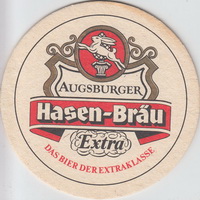 AUGSBURGER
Hasen-Bräu
Extra
DAS BIER DER EXTRAKLASSE